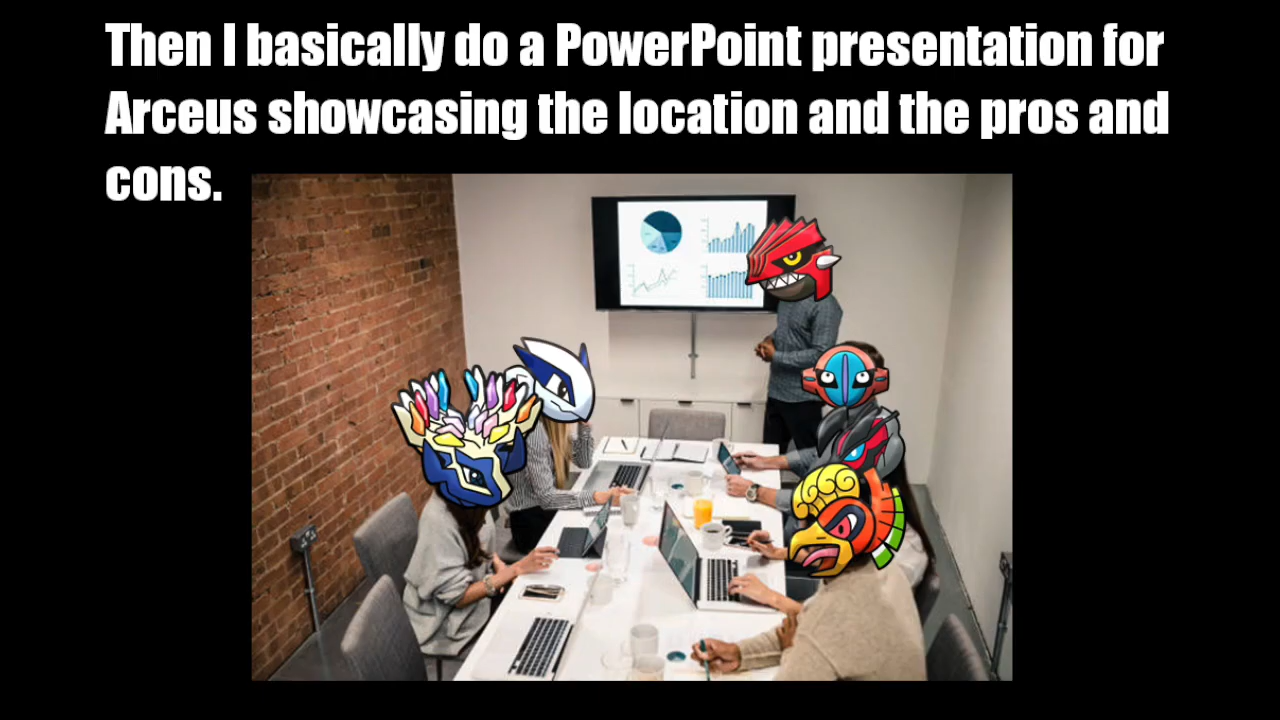 Then I basically do a PowerPoint presentation for
Arceus showcasing the location and the pros and
cons.